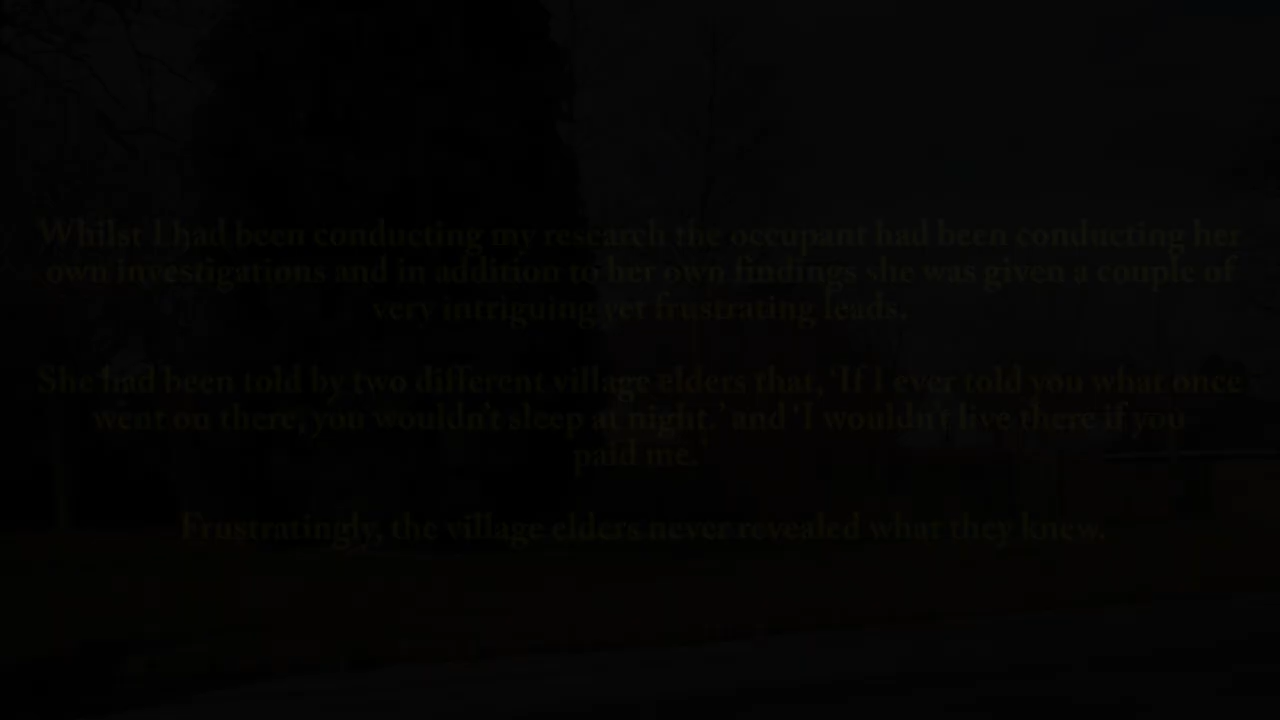 Whilst I had been conducting my research the occupant had been conducting her
own investigations and in addition to her own findings she was given a couple of
very intriguing yet frustrating leads.
She had been told by two different village elders that, 'If I ever told you what once
went on there, you wouldn't sleep at night.' and 'I wouldn't live there if you
paid me.'
Frustratingly, the village elders never revealed what they knew.